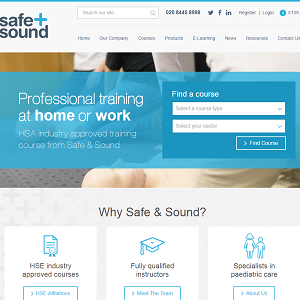 safe+
sound
Search our site...
020 8445 8998
Register | Login
Home
Our Company
Courses
Products
E-Learning
News
Resources
Contact Us
Professional training
at home or work
HSA industry approved training
course from Safe & Sound
Find a course
Select a course type
Select your sector
> Find Course
Why Safe & Sound?
HSE industry
approved courses
> HSE Affiliations
Fully qualified
instructors
> Meet The Team
Specialists in
paediatric care
> About Us